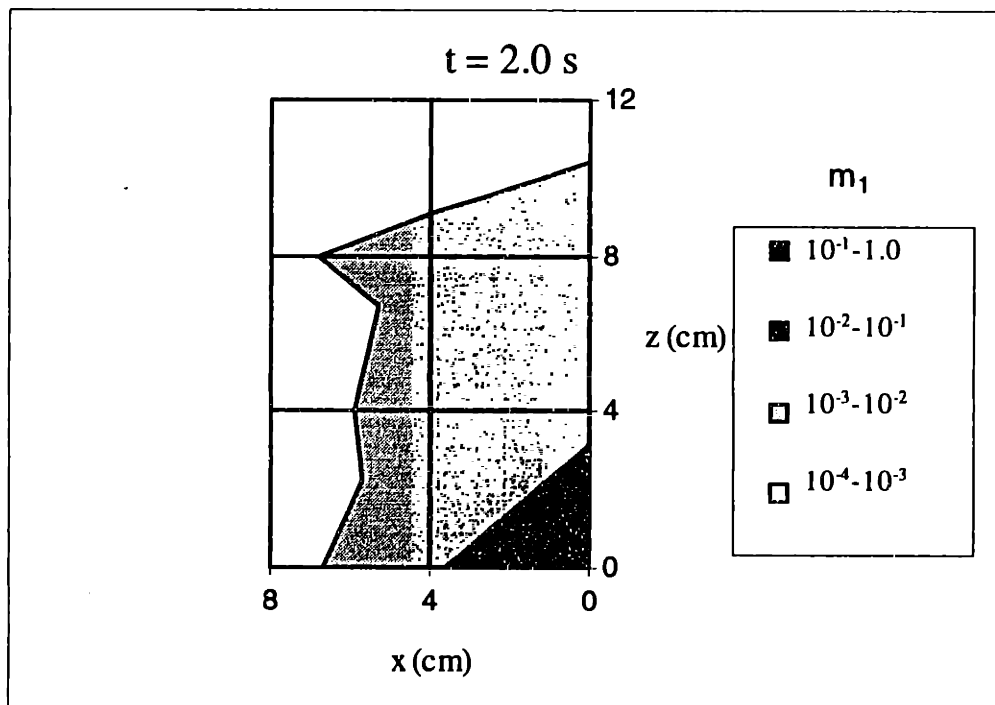 t = 2.0 s
12
8
4
0
z (cm)
8 4 0
x (cm)
m₁
10⁻¹-1.0
10⁻²-10⁻¹
10⁻³-10⁻²
10⁻⁴-10⁻³